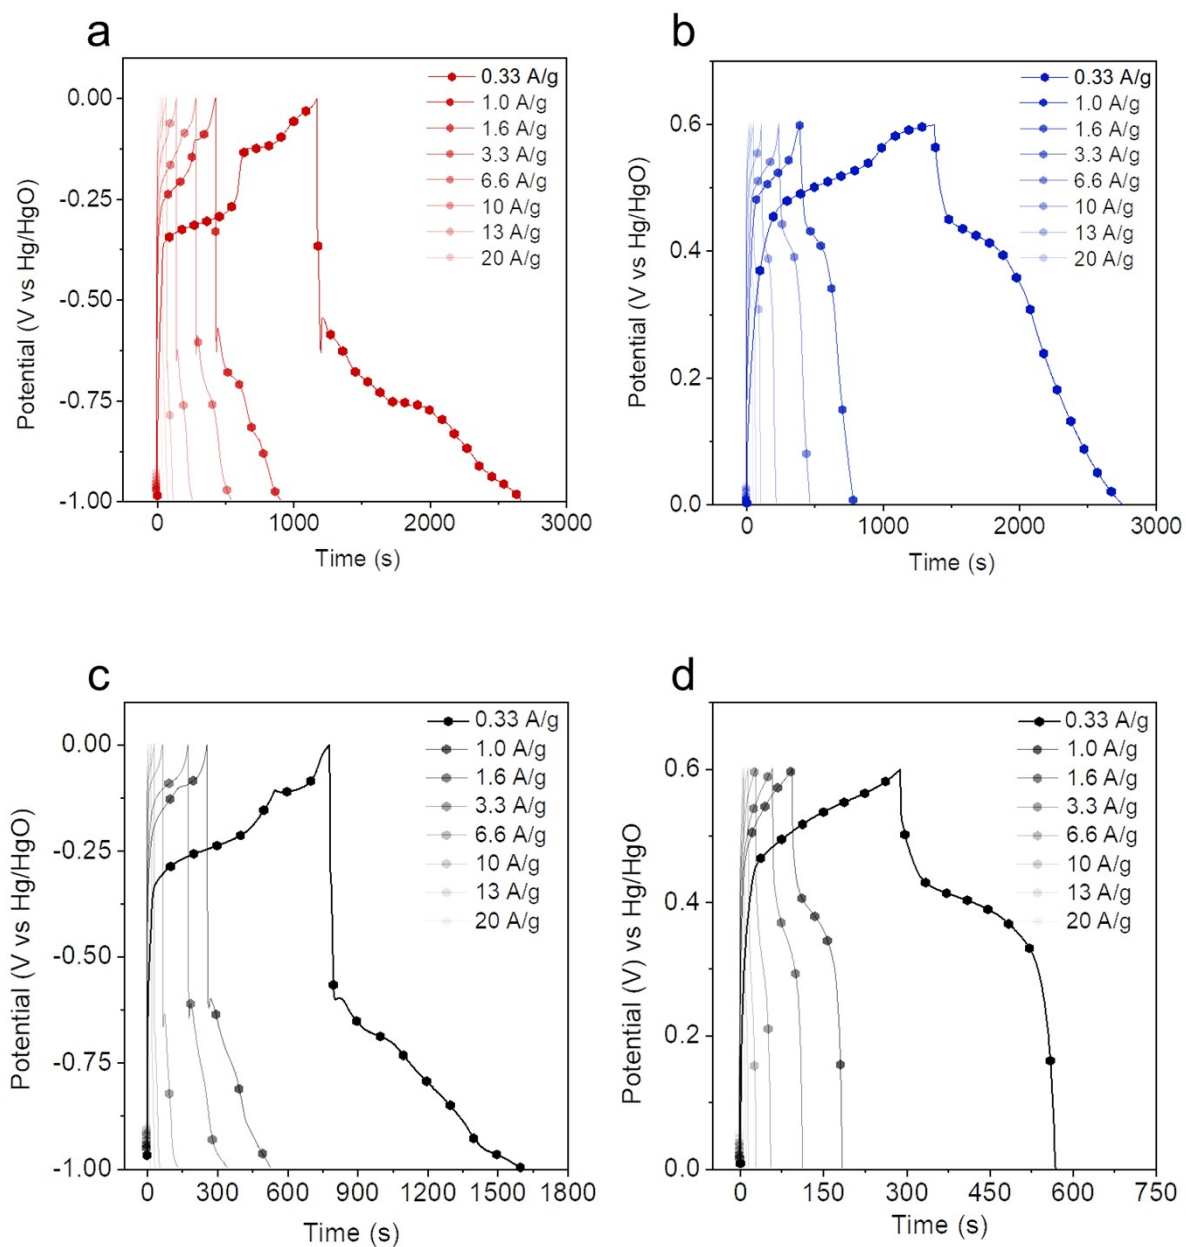 a
0.00
-0.25
-0.50
-0.75
-1.00
Potential (V vs Hg/HgO)
0.33 A/g
1.0 A/g
1.6 A/g
3.3 A/g
6.6 A/g
10 A/g
13 A/g
20 A/g
0
1000
2000
3000
Time (s)
b
0.6
0.4
0.2
0.0
Potential (V vs Hg/HgO)
0.33 A/g
1.0 A/g
1.6 A/g
3.3 A/g
6.6 A/g
10 A/g
13 A/g
20 A/g
0
1000
2000
3000
Time (s)
c
0.00
-0.25
-0.50
-0.75
-1.00
Potential (V vs Hg/HgO)
0.33 A/g
1.0 A/g
1.6 A/g
3.3 A/g
6.6 A/g
10 A/g
13 A/g
20 A/g
0
300
600
900
1200
1500
1800
Time (s)
d
0.6
0.4
0.2
0.0
Potential (V) vs Hg/HgO
0.33 A/g
1.0 A/g
1.6 A/g
3.3 A/g
6.6 A/g
10 A/g
13 A/g
20 A/g
0
150
300
450
600
750
Time (s)